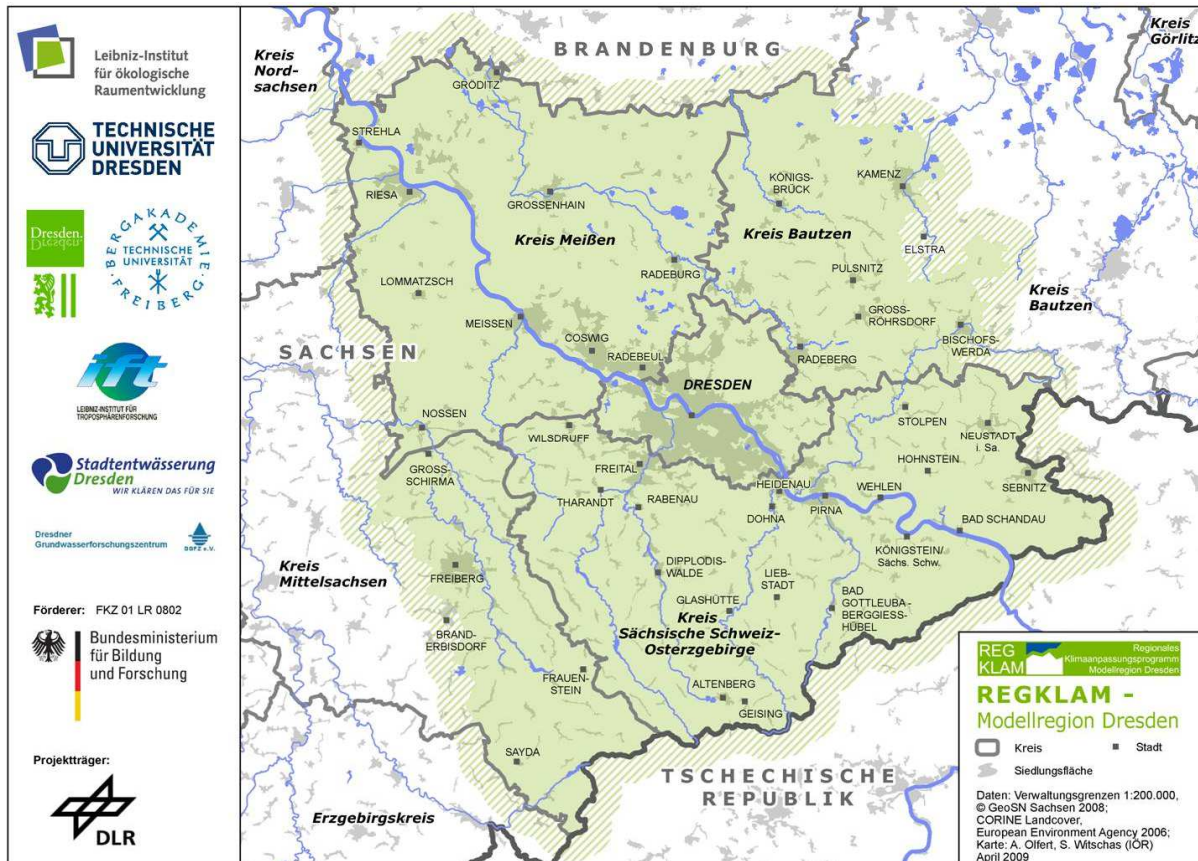 Leibniz-Institut
für ökologische
Raumentwicklung
TECHNISCHE
UNIVERSITÄT
DRESDEN
Dresden.
BERGAKADEMIE
TECHNISCHE
UNIVERSITÄT
FREIBERG
ift
LEIBNIZ-INSTITUT FÜR
TROPOSPHÄRENFORSCHUNG
Stadtentwässerung
Dresden
WIR KLÄREN DAS FÜR SIE
Dresdner
Grundwasserforschungszentrum
Förderer: FKZ 01 LR 0802
Bundesministerium
für Bildung
und Forschung
Projektträger:
DLR
BRANDENBURG
Kreis
Görlitz
Kreis
Nord-
sachsen
GRÖDITZ
STREHLA
RIESA
GROSSENHAIN
KÖNIGS-
BRÜCK
KAMENZ
Kreis Meißen
Kreis Bautzen
ELSTRA
RADEBURG
PULSNITZ
Kreis
Bautzen
LOMMATZSCH
MEISSEN
GROSS-
RÖHRSDORF
BISCHOFS-
WERDA
COSWIG
RADEBEUL
RADEBERG
SACHSEN
DRESDEN
NOSSEN
WILSDRUFF
STOLPEN
NEUSTADT
i. Sa.
GROSS-
SCHIRMA
FREITAL
HOHNSTEIN
THARANDT
RABENAU
HEIDENAU
WEHLEN
SEBNITZ
DOHNA
PIRNA
BAD SCHANDAU
KÖNIGSTEIN/
Sächs. Schw.
Kreis
Mittelsachsen
FREIBERG
DIPPLODIS-
WALDE
LIEB-
STADT
GLASHÜTTE
BAD
GOTTLEUBA-
BERGGIESS-
HÜBEL
BRAND-
ERBISDORF
Kreis
Sächsische Schweiz-
Osterzgebirge
FRAUEN-
STEIN
ALTENBERG
GEISING
SAYDA
TSCHECHISCHE
REPUBLIK
Erzgebirgskreis
REG
KLAM
Regionales
Klimaanpassungsprogramm
Modellregion Dresden
REGKLAM -
Modellregion Dresden
Kreis
Stadt
Siedlungsfläche
Daten: Verwaltungsgrenzen 1:200.000,
© GeoSN Sachsen 2008;
CORINE Landcover,
European Environment Agency 2006;
Karte: A. Olfert, S. Witschas (IÖR)
April 2009